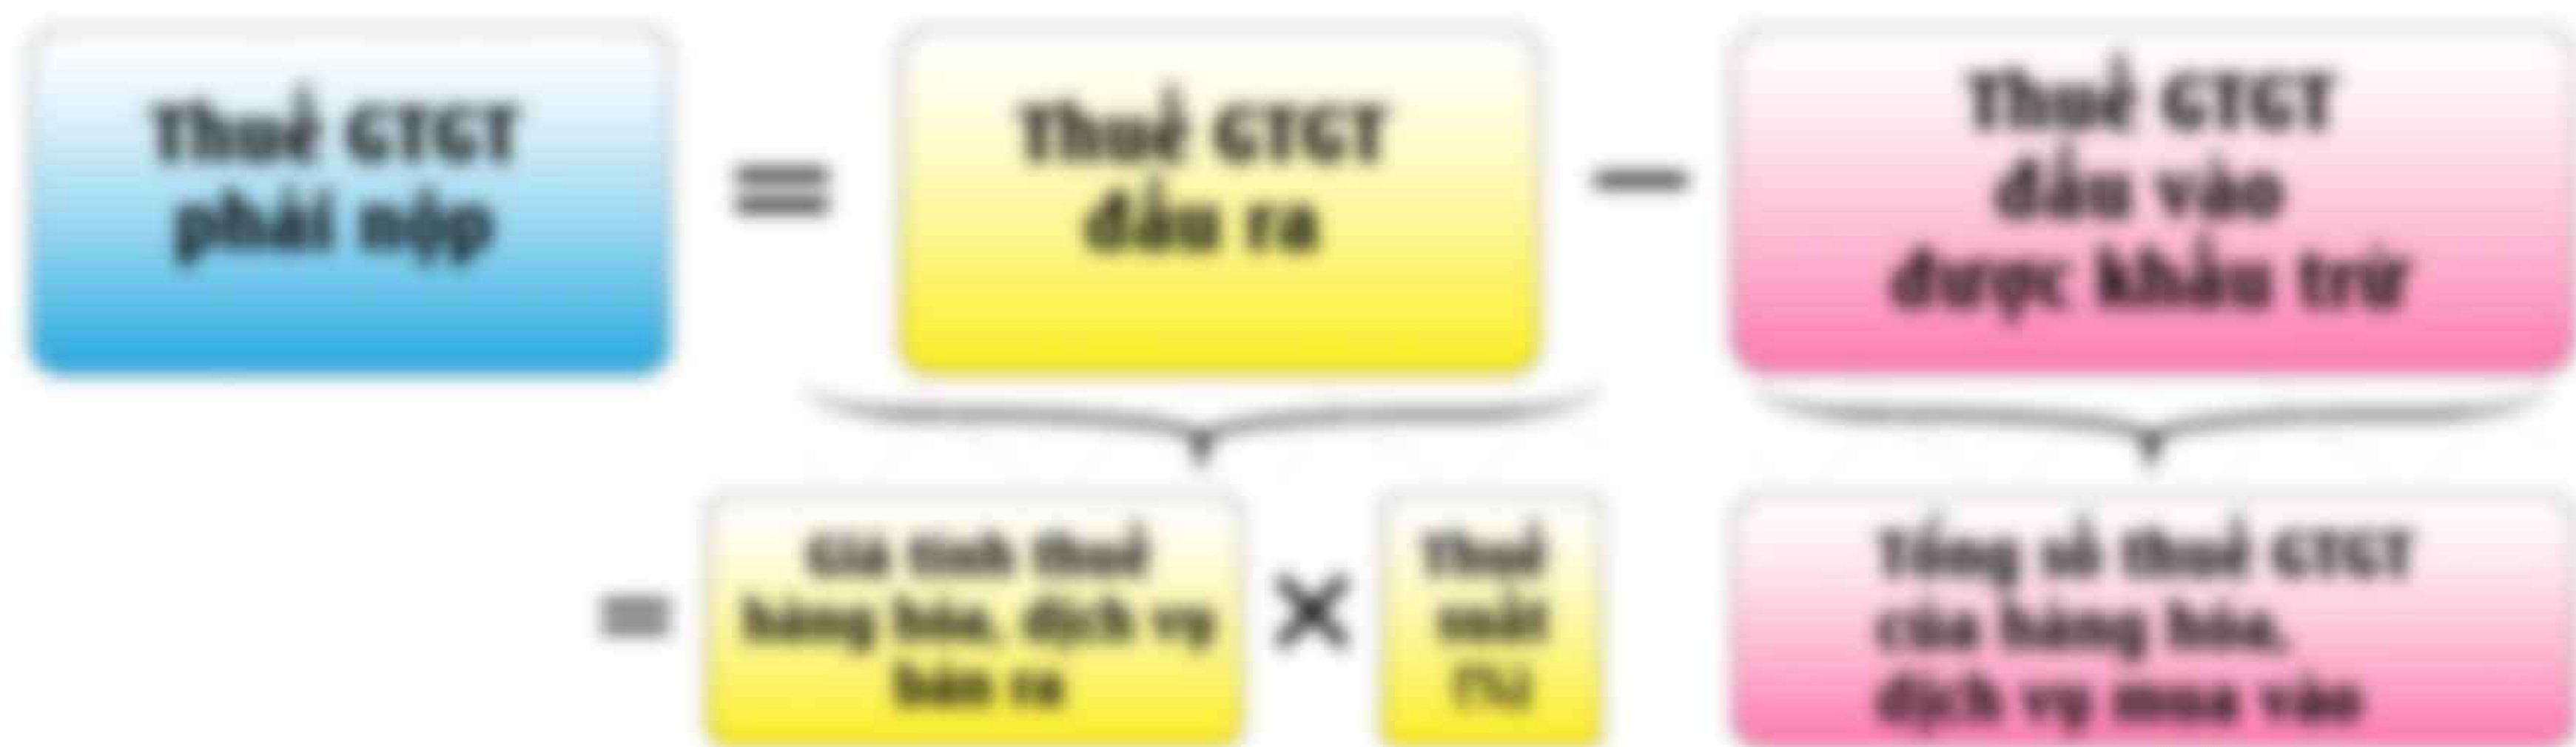 Thuế GTGT
phải nộp
=
Thuế GTGT
đầu ra
−
Thuế GTGT
đầu vào
được khấu trừ
=
Giá tính thuế
hàng hóa, dịch vụ
bán ra
×
Thuế
suất
(%)
Tổng số thuế GTGT
của hàng hóa,
dịch vụ mua vào